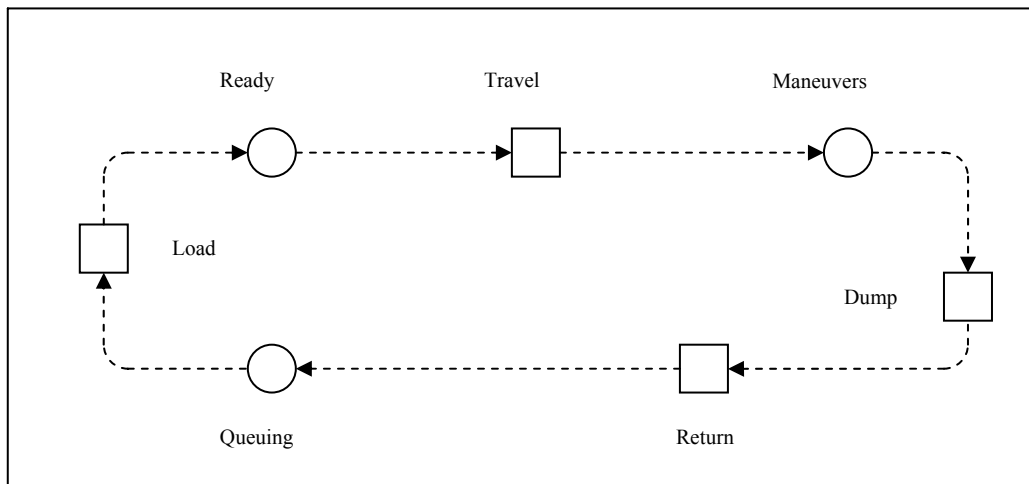 Ready
Travel
Maneuvers
Load
Dump
Queuing
Return